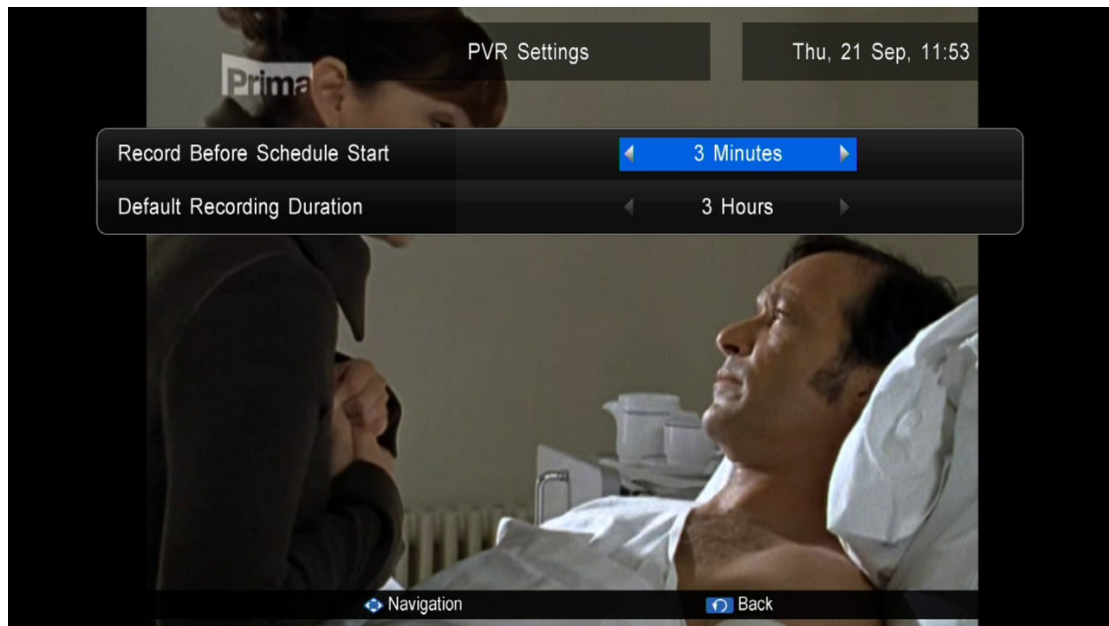 PVR Settings
Thu, 21 Sep, 11:53
Prima
Record Before Schedule Start
3 Minutes
Default Recording Duration
3 Hours
Navigation
Back